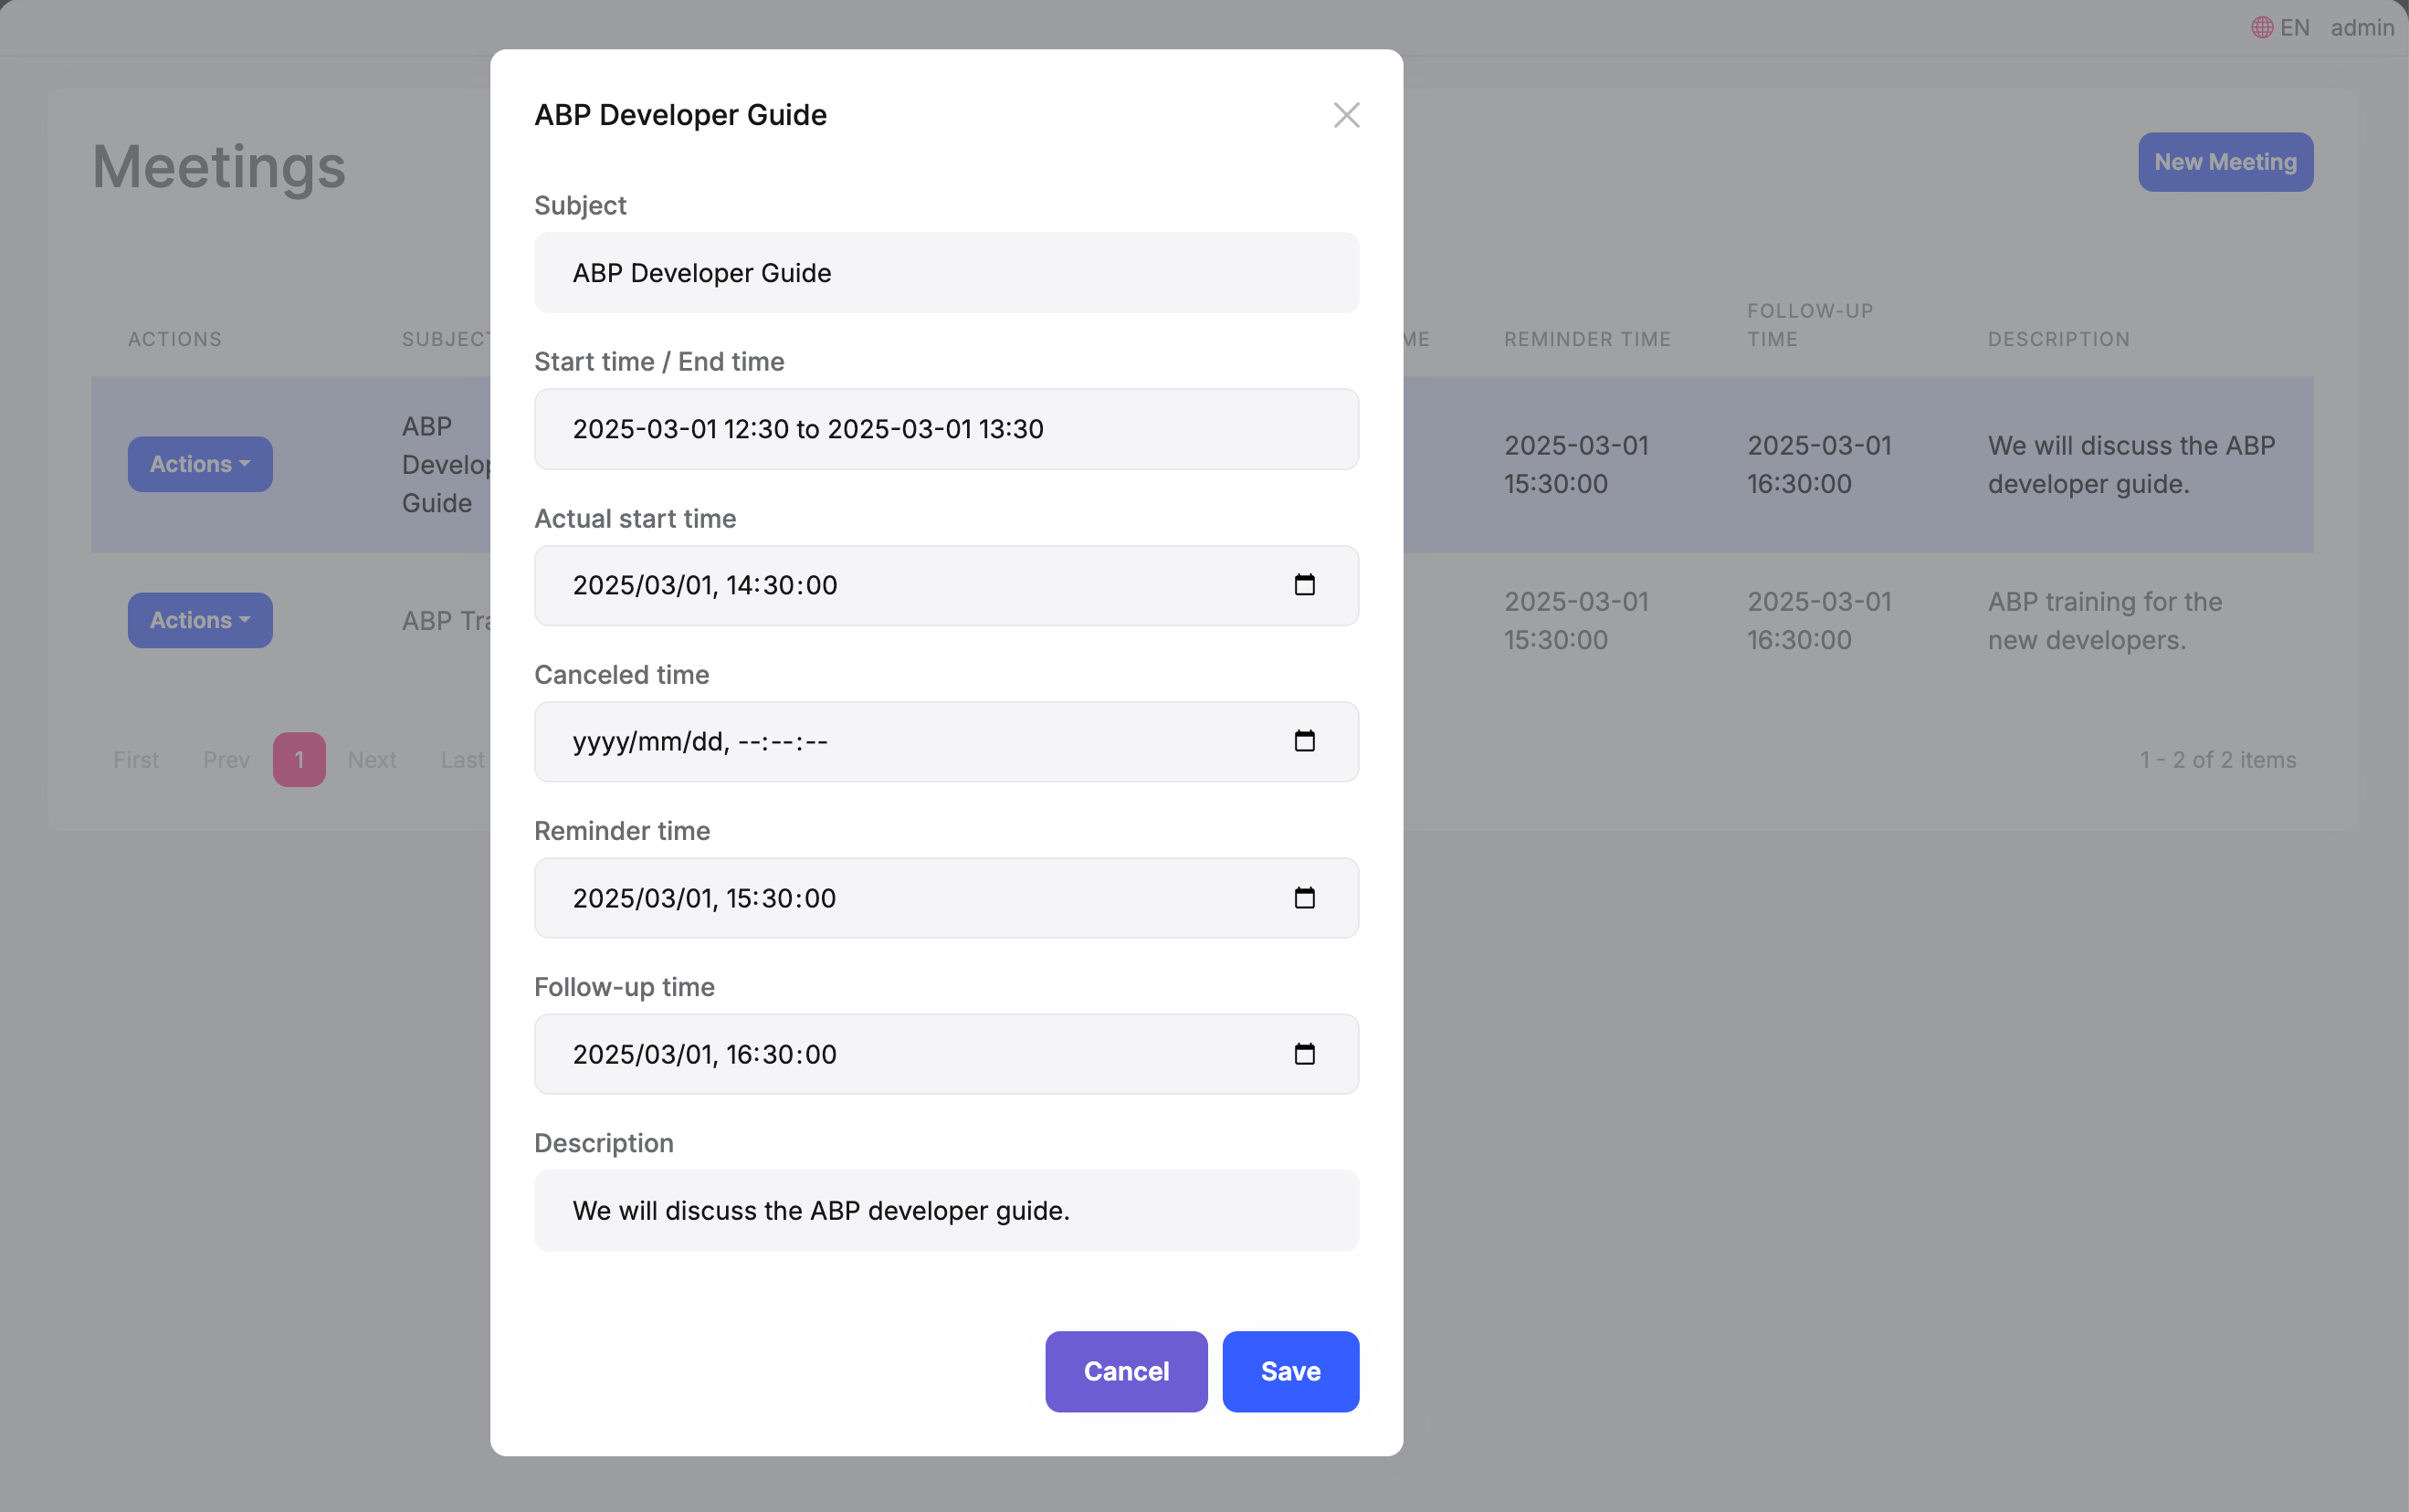 EN admin
Meetings
New Meeting
ACTIONS
FOLLOW-UP
REMINDER TIME TIME DESCRIPTION
ABP
Actions
Guide
2025-03-01 2025-03-01 We will discuss the ABP
15:30:00 16:30:00 developer guide.
Actions ABP
2025-03-01 2025-03-01 ABP training for the
15:30:00 16:30:00 new developers.
First Prev 1 Next Last
1 - 2 of 2 items
ABP Developer Guide
Subject
ABP Developer Guide
Start time / End time
2025-03-01 12:30 to 2025-03-01 13:30
Actual start time
2025/03/01, 14:30:00
Canceled time
yyyy/mm/dd, --:--:--
Reminder time
2025/03/01, 15:30:00
Follow-up time
2025/03/01, 16:30:00
Description
We will discuss the ABP developer guide.
Cancel Save